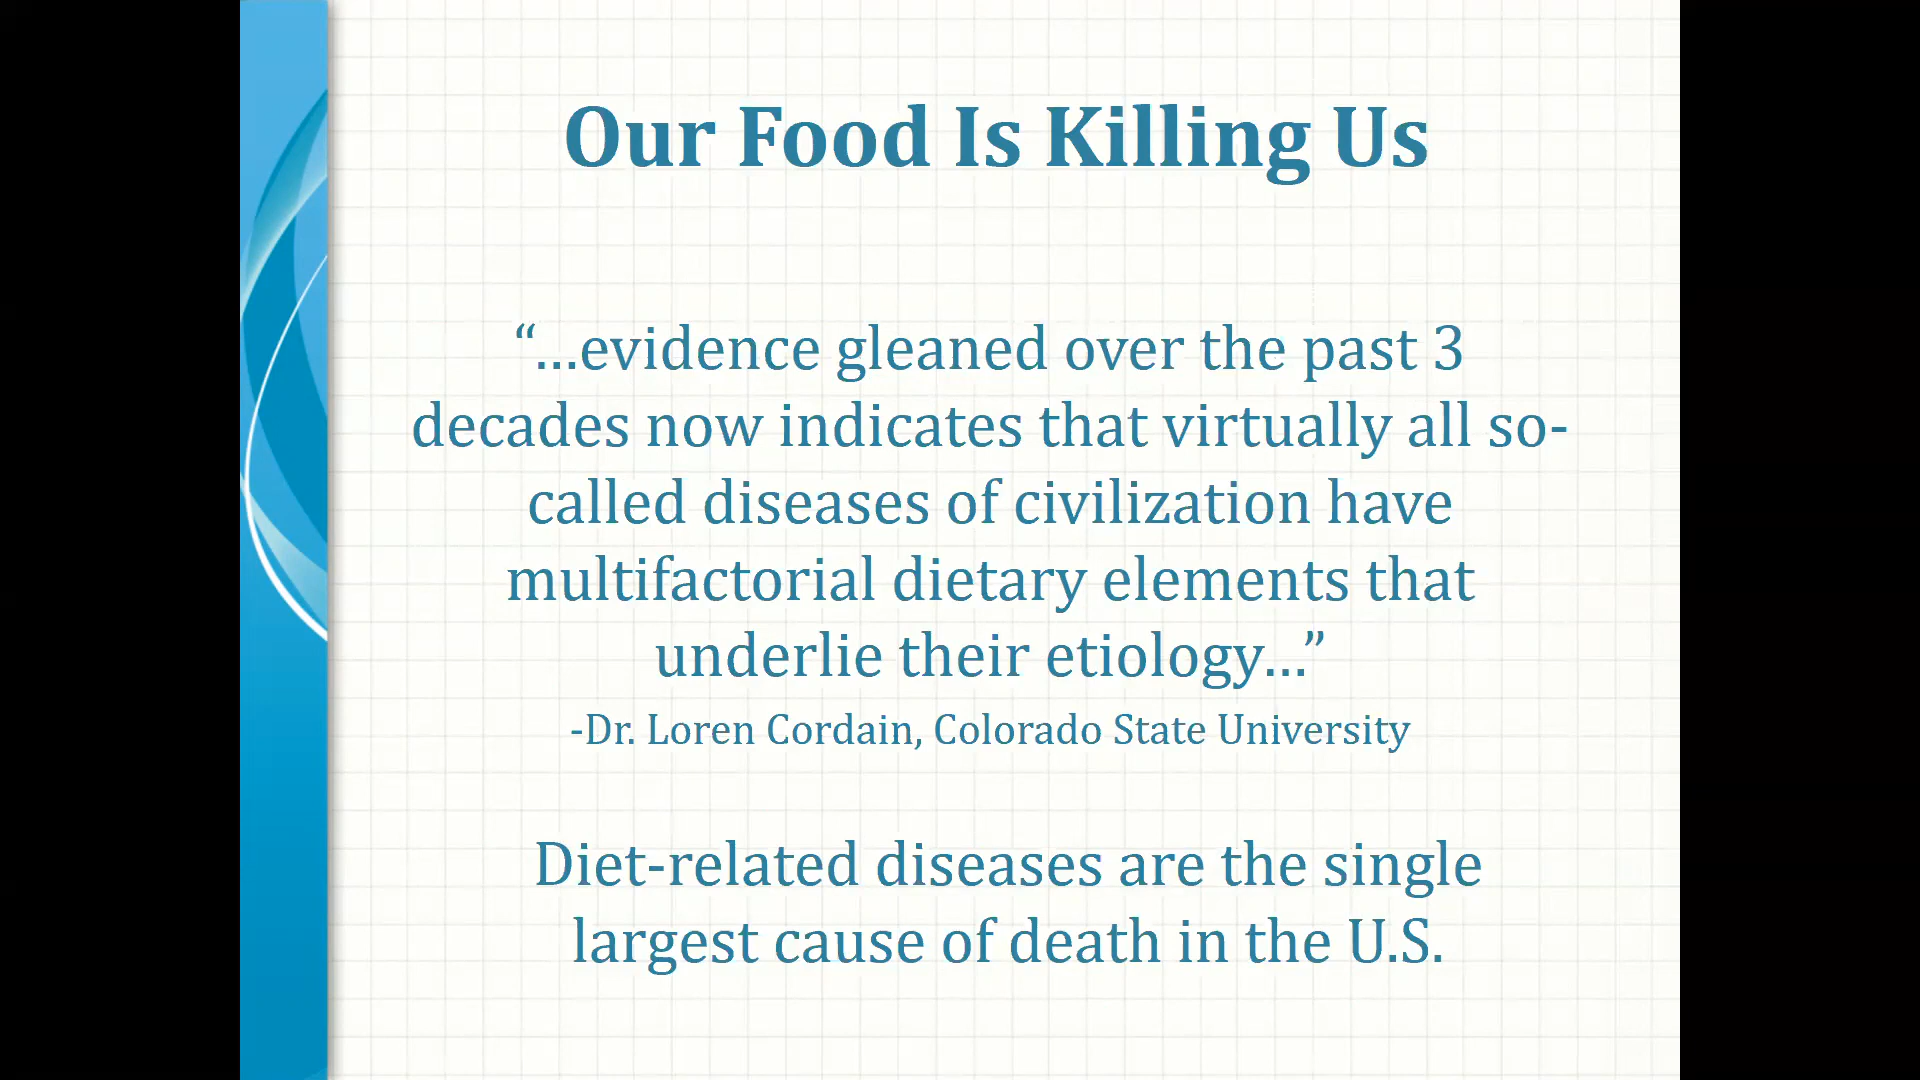 Our Food Is Killing Us
“...evidence gleaned over the past 3
decades now indicates that virtually all so-
called diseases of civilization have
multifactorial dietary elements that
underlie their etiology...”
-Dr. Loren Cordain, Colorado State University
Diet-related diseases are the single
largest cause of death in the U.S.